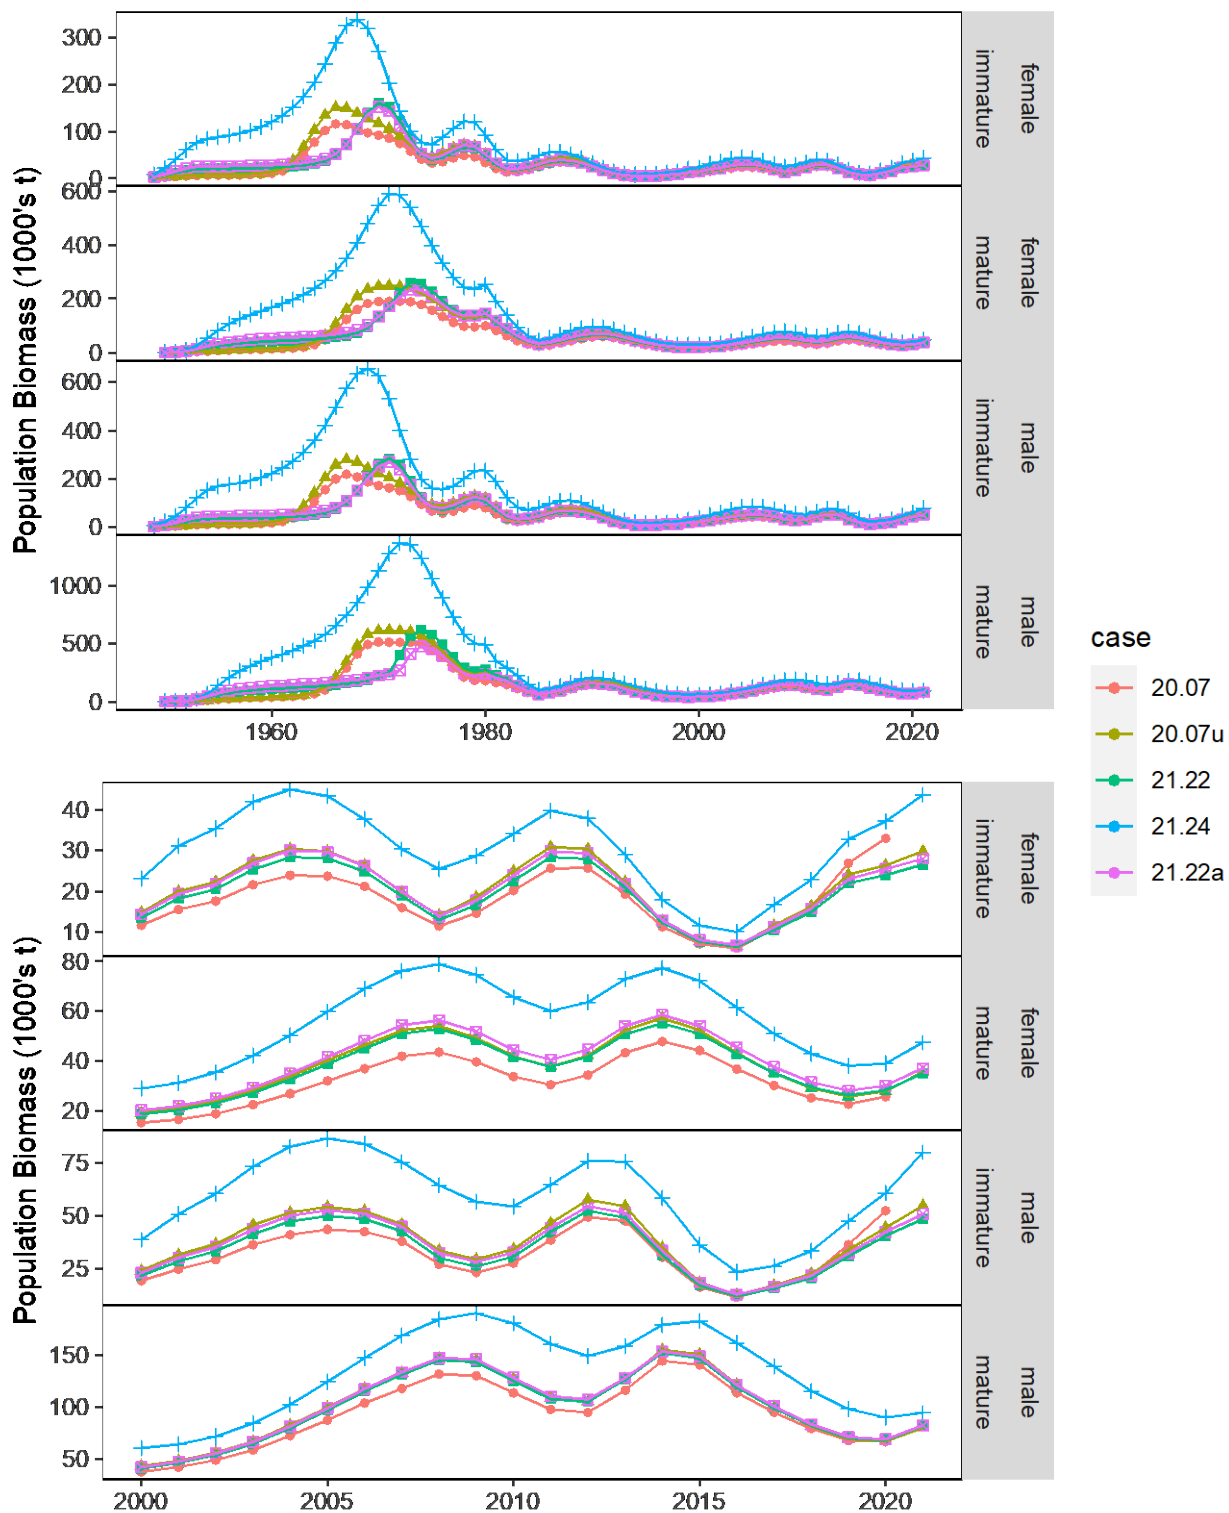 300
200
100
0
female
immature
600
400
200
0
female
mature
600
400
200
0
male
immature
1000
500
0
male
mature
1960
1980
2000
2020
Population Biomass (1000's t)
40
30
20
10
female
immature
80
60
40
20
female
mature
75
50
25
male
immature
150
100
50
male
mature
2000
2005
2010
2015
2020
Population Biomass (1000's t)
case
20.07
20.07u
21.22
21.24
21.22a